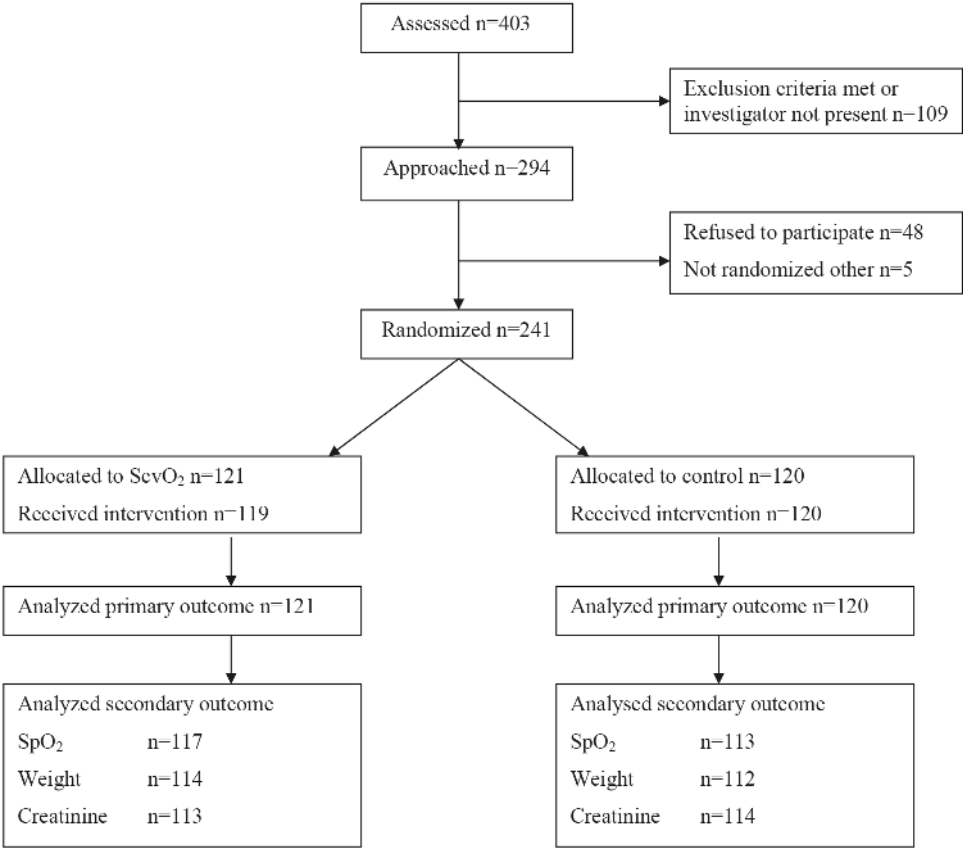 Assessed n=403
Exclusion criteria met or
investigator not present n=109
Approached n=294
Refused to participate n=48
Not randomized other n=5
Randomized n=241
Allocated to ScvO₂ n=121
Received intervention n=119
Allocated to control n=120
Received intervention n=120
Analyzed primary outcome n=121
Analyzed primary outcome n=120
Analyzed secondary outcome
SpO₂ n=117
Weight n=114
Creatinine n=113
Analysed secondary outcome
SpO₂ n=113
Weight n=112
Creatinine n=114